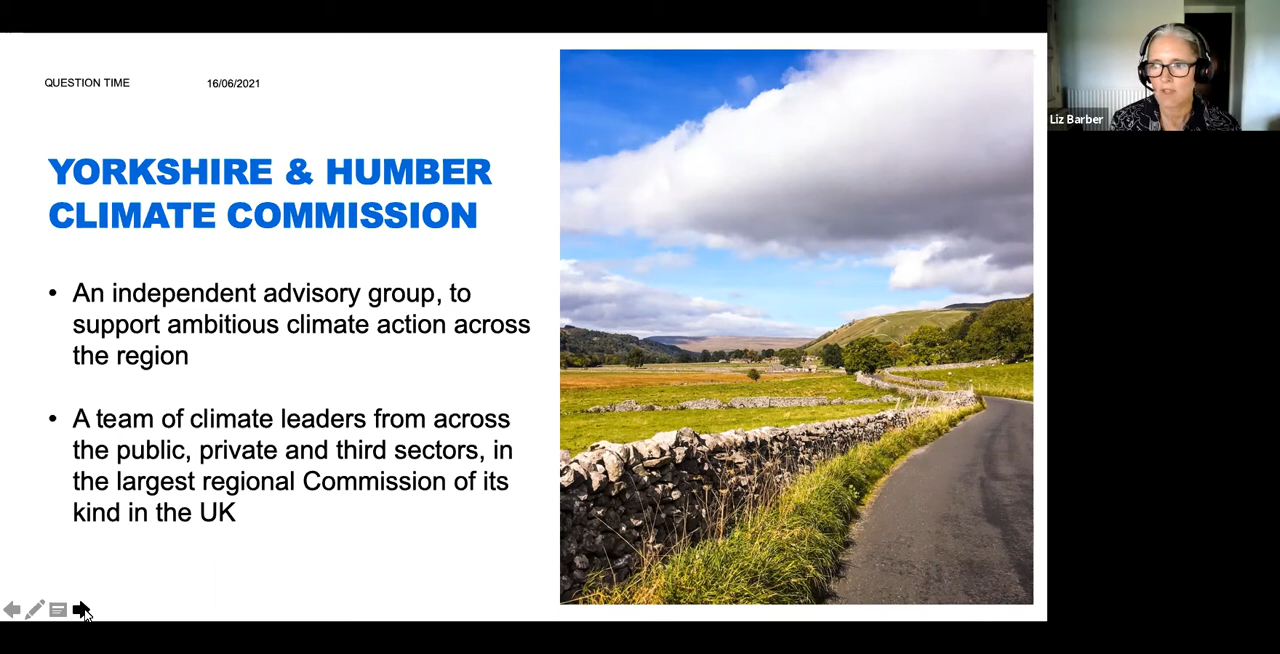 QUESTION TIME 16/06/2021
YORKSHIRE & HUMBER
CLIMATE COMMISSION
• An independent advisory group, to
support ambitious climate action across
the region
• A team of climate leaders from across
the public, private and third sectors, in
the largest regional Commission of its
kind in the UK
Liz Barber